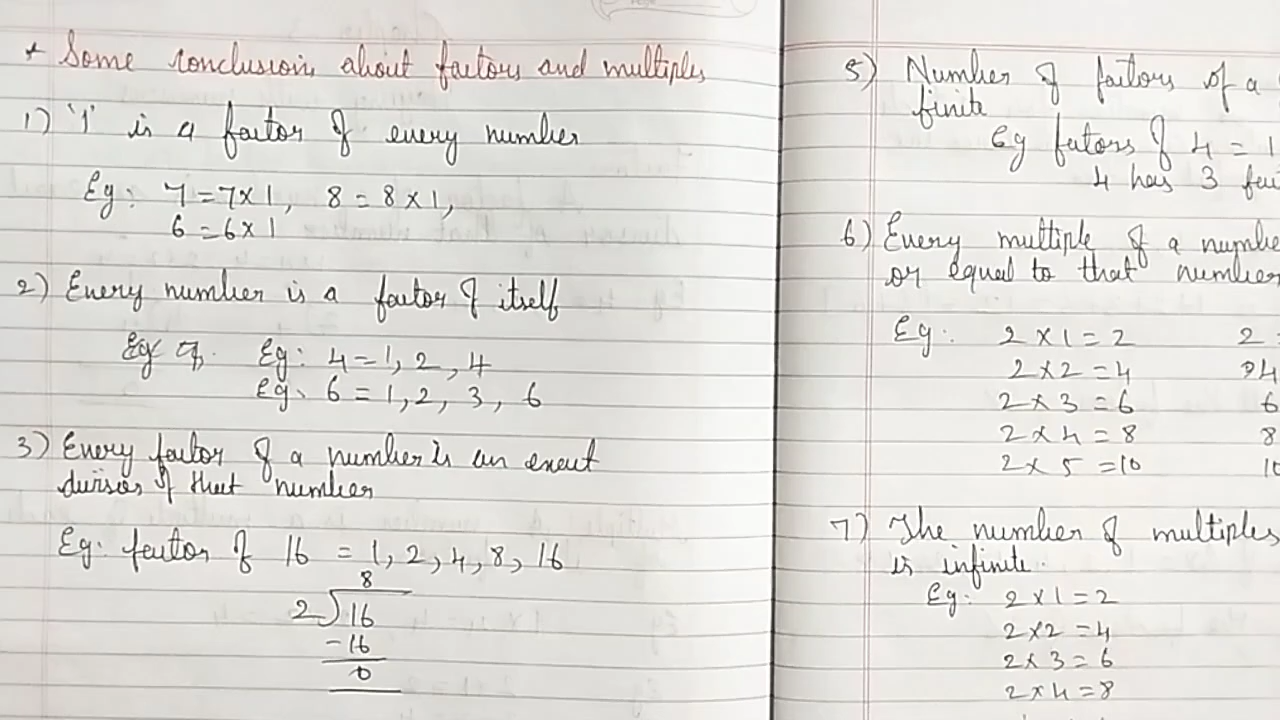 * Some conclusions about factors and multiples
1) '1' is a factor of every number
Eg: 7 = 7 x 1, 8 = 8 x 1,
6 = 6 x 1
2) Every number is a factor of itself
Eg: 4 = 1, 2, 4
Eg: 6 = 1, 2, 3, 6
3) Every factor of a number is an exact
divisor of that number
Eg: factor of 16 = 1, 2, 4, 8, 16
8
2 ) 16
- 16
0
5) Number of factors of a
finite
Eg fators of 4 = 1
4 has 3
6) Every multiple of a
or equal to that number
Eg: 2 x 1 = 2 2
2 x 2 = 4 4
2 x 3 = 6 6
2 x 4 = 8 8
2 x 5 = 10 10
7) The number of multiples
is infinite.
Eg: 2 x 1 = 2
2 x 2 = 4
2 x 3 = 6
2 x 4 = 8